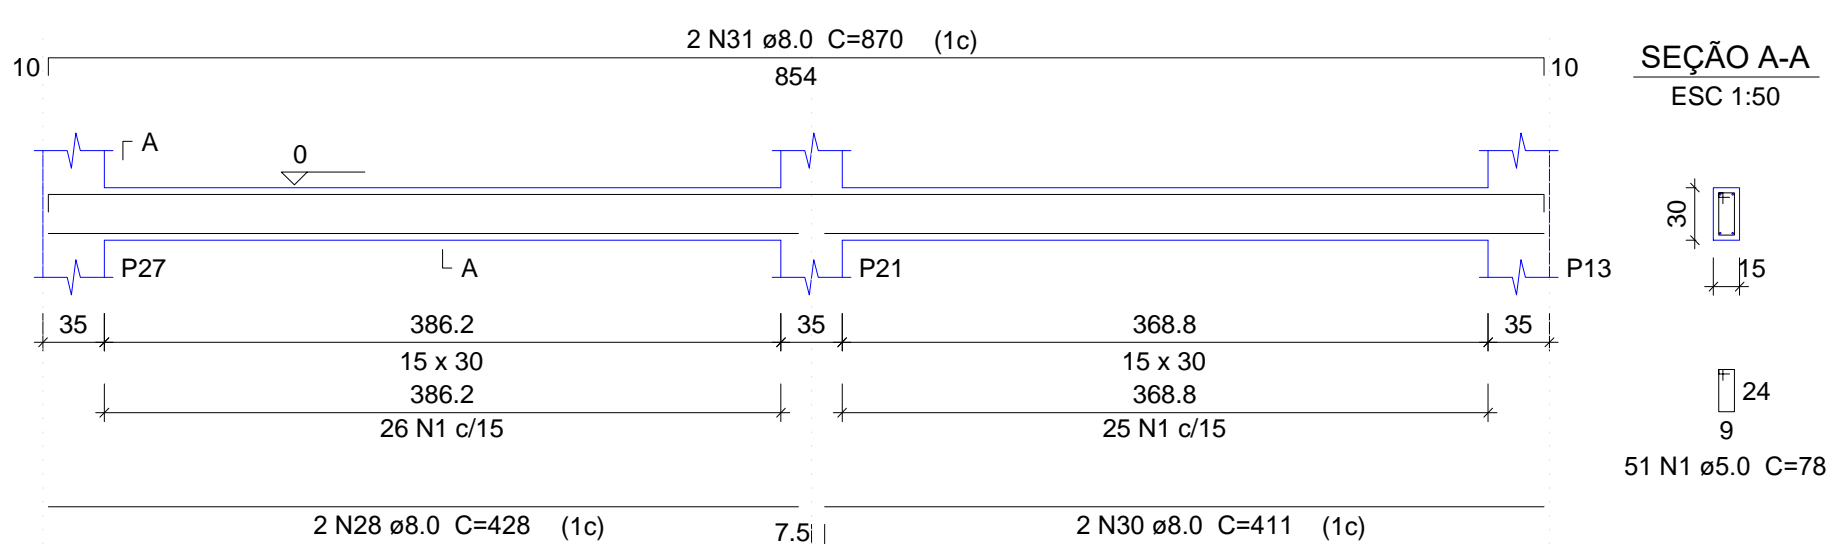 2 N31 ø8.0 C=870 (1c)
10
854
10
SEÇÃO A-A
ESC 1:50
A
0
30
15
P27
A
P21
P13
35
386.2
35
368.8
35
15 x 30
15 x 30
386.2
368.8
26 N1 c/15
25 N1 c/15
24
9
51 N1 ø5.0 C=78
2 N28 ø8.0 C=428 (1c)
7.5
2 N30 ø8.0 C=411 (1c)